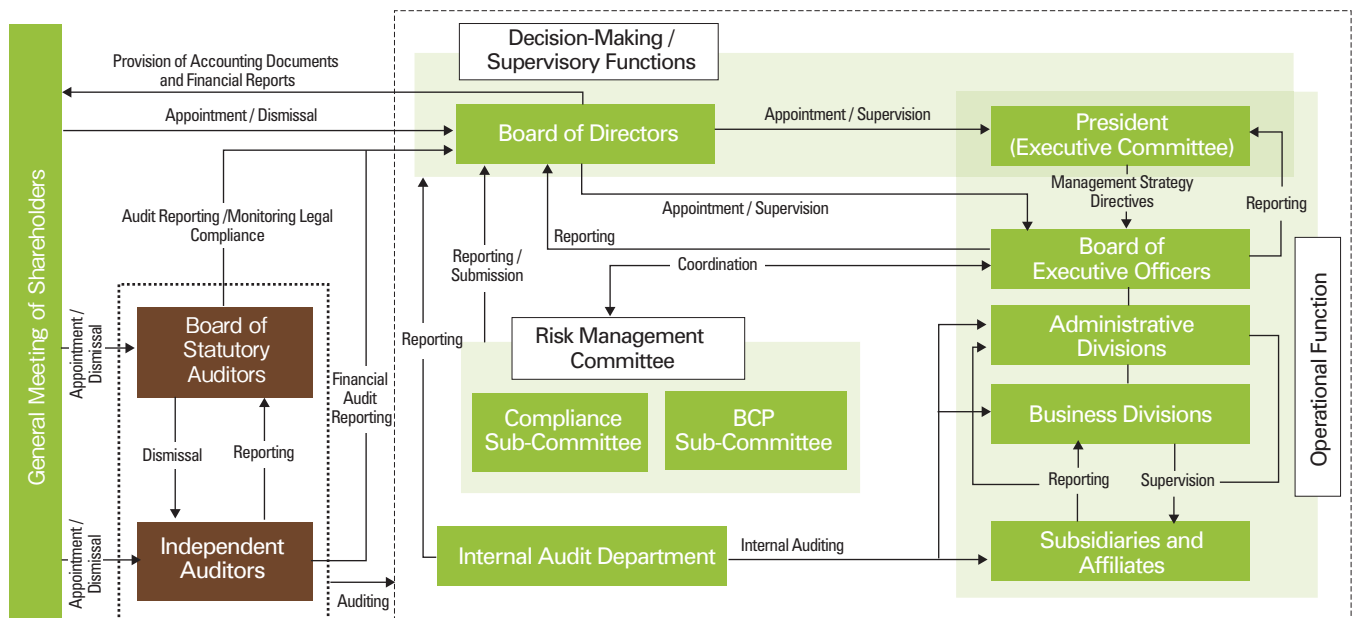 General Meeting of Shareholders
Provision of Accounting Documents
and Financial Reports
Appointment / Dismissal
Decision-Making /
Supervisory Functions
Board of Directors
Appointment / Supervision
President
(Executive Committee)
Management Strategy
Directives
Reporting
Audit Reporting /Monitoring Legal
Compliance
Appointment / Supervision
Reporting
Reporting /
Submission
Coordination
Board of
Executive Officers
Operational Function
Appointment /
Dismissal
Board of
Statutory
Auditors
Financial
Audit
Reporting
Reporting
Risk Management
Committee
Administrative
Divisions
Compliance
Sub-Committee
BCP
Sub-Committee
Business Divisions
Dismissal
Reporting
Reporting
Supervision
Appointment /
Dismissal
Independent
Auditors
Auditing
Internal Audit Department
Internal Auditing
Subsidiaries and
Affiliates